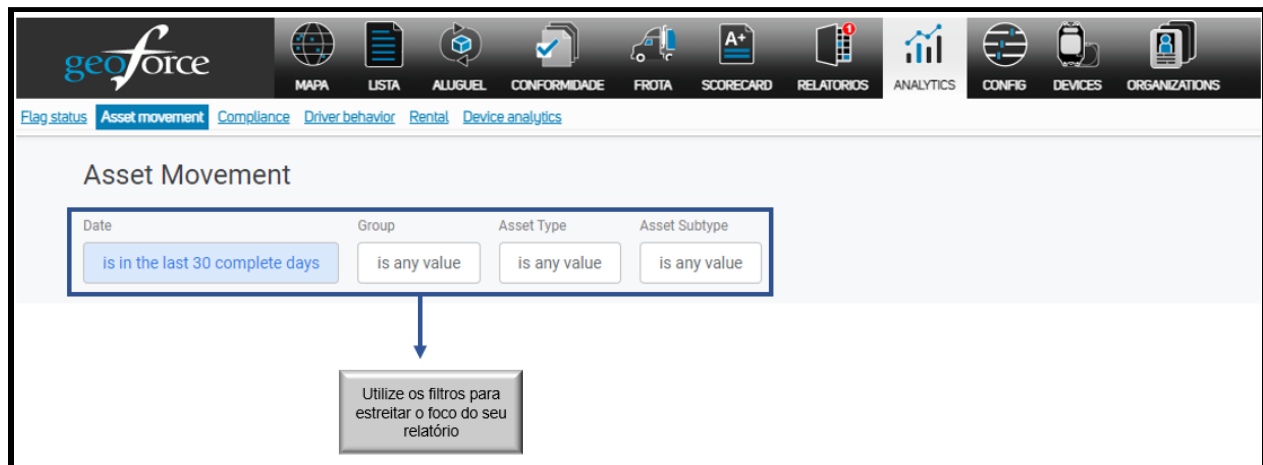 geoforce
MAPA LISTA ALUGUEL CONFORMIDADE FROTA A+ SCORECARD 1 RELATORIOS ANALYTICS CONFIG DEVICES ORGANIZATIONS
Flag status Asset movement Compliance Driver behavior Rental Device analytics
Asset Movement
Date Group Asset Type Asset Subtype
is in the last 30 complete days is any value is any value is any value
Utilize os filtros para
estreitar o foco do seu
relatório